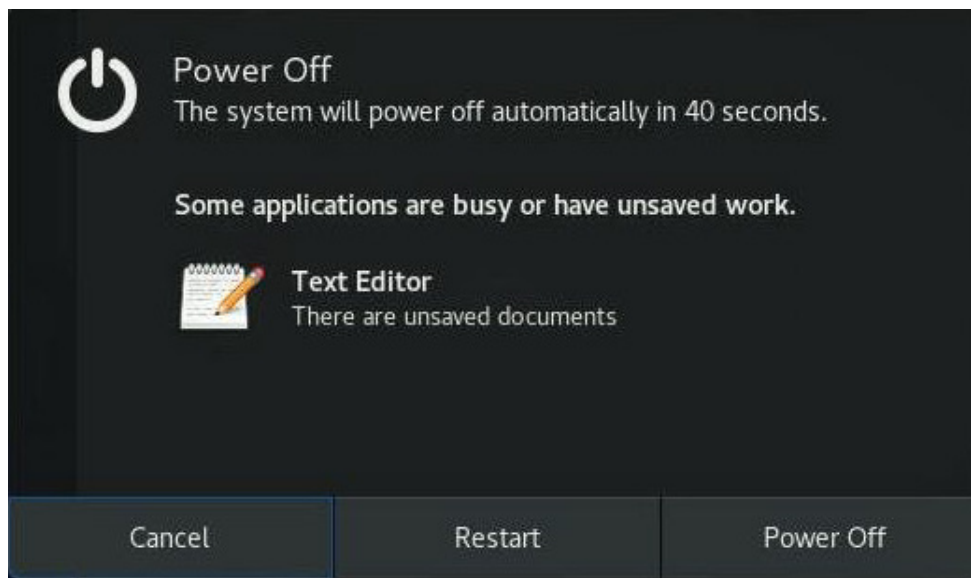 Power Off
The system will power off automatically in 40 seconds.
Some applications are busy or have unsaved work.
Text Editor
There are unsaved documents
Cancel
Restart
Power Off